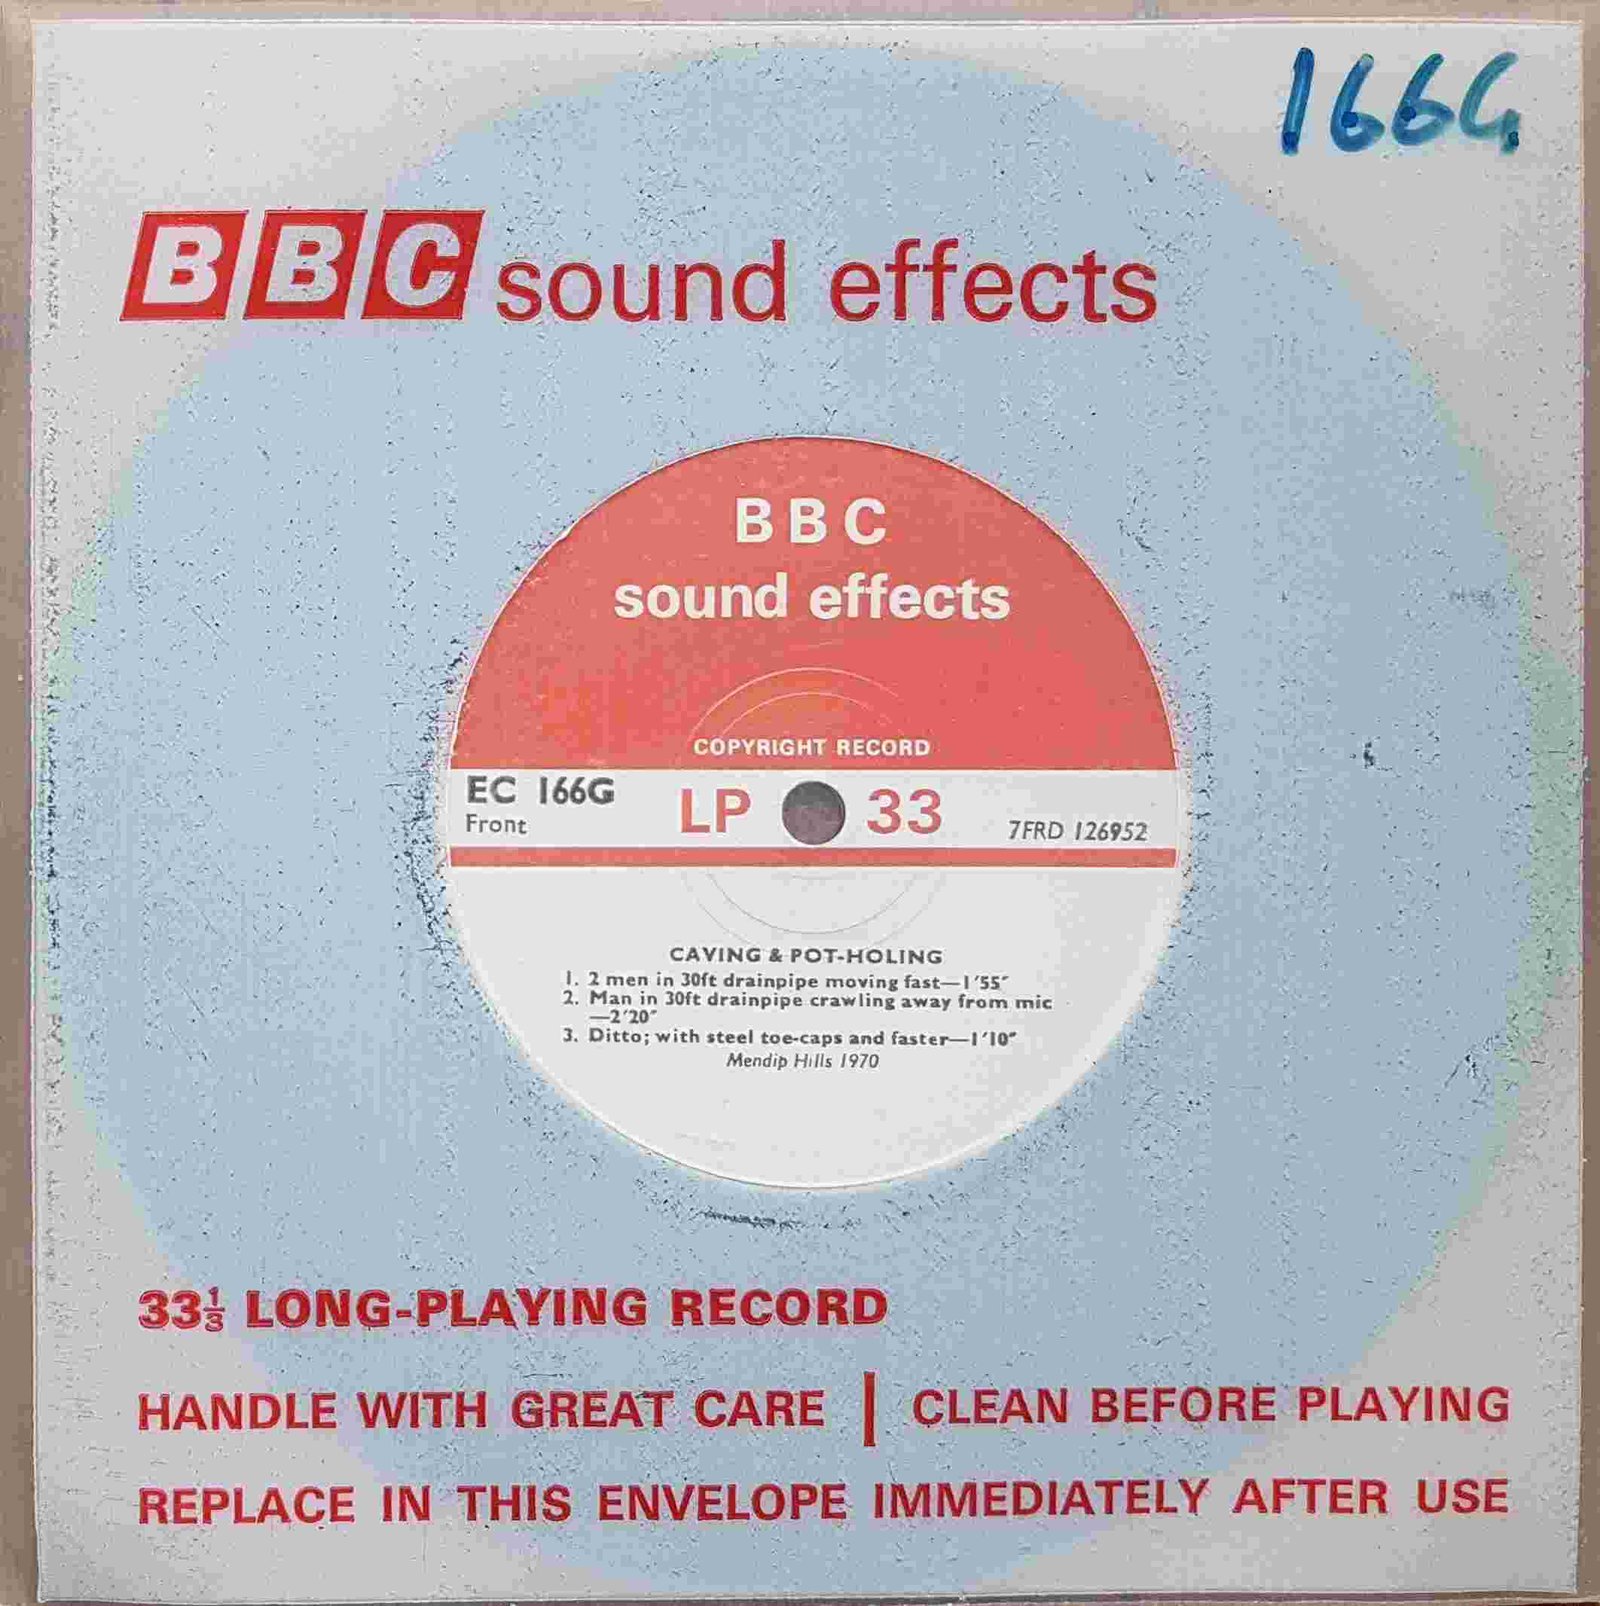 166G
BBC sound effects
BBC
sound effects
COPYRIGHT RECORD
EC 166G
Front
LP 33
7FRD 126952
CAVING & POT-HOLING
1. 2 men in 30ft drainpipe moving fast—1′55″
2. Man in 30ft drainpipe crawling away from mic
—2′20″
3. Ditto; with steel toe-caps and faster—1′10″
Mendip Hills 1970
33⅓ LONG-PLAYING RECORD
HANDLE WITH GREAT CARE | CLEAN BEFORE PLAYING
REPLACE IN THIS ENVELOPE IMMEDIATELY AFTER USE